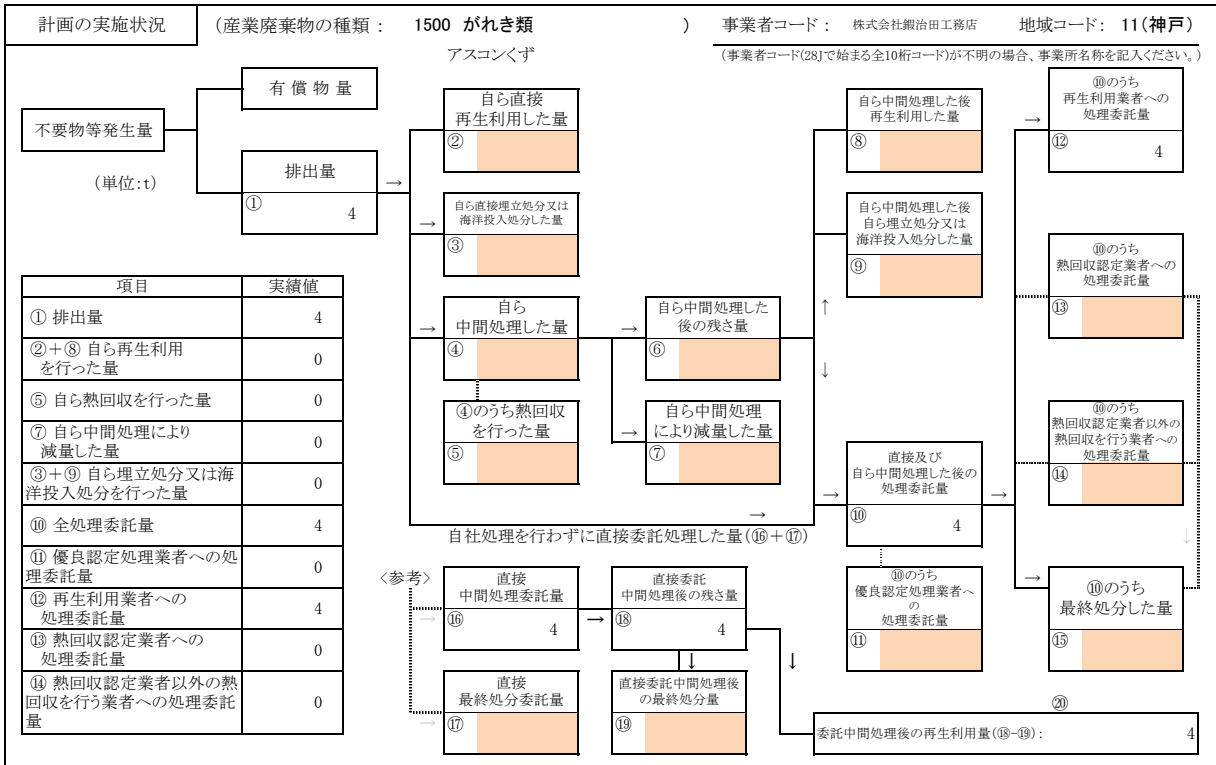 計画の実施状況 (産業廃棄物の種類： 1500 がれき類 ) 事業者コード： 株式会社鍜治田工務店 地域コード： 11(神戸)
アスコンくず
(事業者コード(28Jで始まる全10桁コード)が不明の場合、事業所名称を記入ください。)
不要物等発生量
(単位:t)
有償物量
排出量
→
① 4
自ら直接
再生利用した量
②
→
自ら直接埋立処分又は
海洋投入処分した量
③
→
自ら
中間処理した量
④
④のうち熱回収
を行った量
⑤
→
自ら中間処理した
後の残さ量
⑥
→
自ら中間処理
により減量した量
⑦
自ら中間処理した後
再生利用した量
⑧
自ら中間処理した後
自ら埋立処分又は
海洋投入処分した量
⑨
↑
↓
→
直接及び
自ら中間処理した後の
処理委託量
⑩ 4
→
⑩のうち
優良認定処理業者へ
の
処理委託量
⑪
→
⑩のうち
再生利用業者への
処理委託量
⑫ 4
⑩のうち
熱回収認定業者への
処理委託量
⑬
⑩のうち
熱回収認定業者以外の
熱回収を行う業者への
処理委託量
⑭
↓
→
⑩のうち
最終処分した量
⑮
→
自社処理を行わずに直接委託処理した量(⑯+⑰)
項目 実績値
① 排出量 4
②+⑧ 自ら再生利用
を行った量 0
⑤ 自ら熱回収を行った量 0
⑦ 自ら中間処理により
減量した量 0
③+⑨ 自ら埋立処分又は海
洋投入処分を行った量 0
⑩ 全処理委託量 4
⑪ 優良認定処理業者への処
理委託量 0
⑫ 再生利用業者への
処理委託量 4
⑬ 熱回収認定業者への
処理委託量 0
⑭ 熱回収認定業者以外の熱
回収を行う業者への処理委託
量 0
<参考>
→
直接
中間処理委託量
⑯ 4
→
直接委託
中間処理後の残さ量
⑱ 4
↓
↓
→
直接
最終処分委託量
⑰
直接委託中間処理後
の最終処分量
⑲
⑳
委託中間処理後の再生利用量(⑱-⑲)： 4